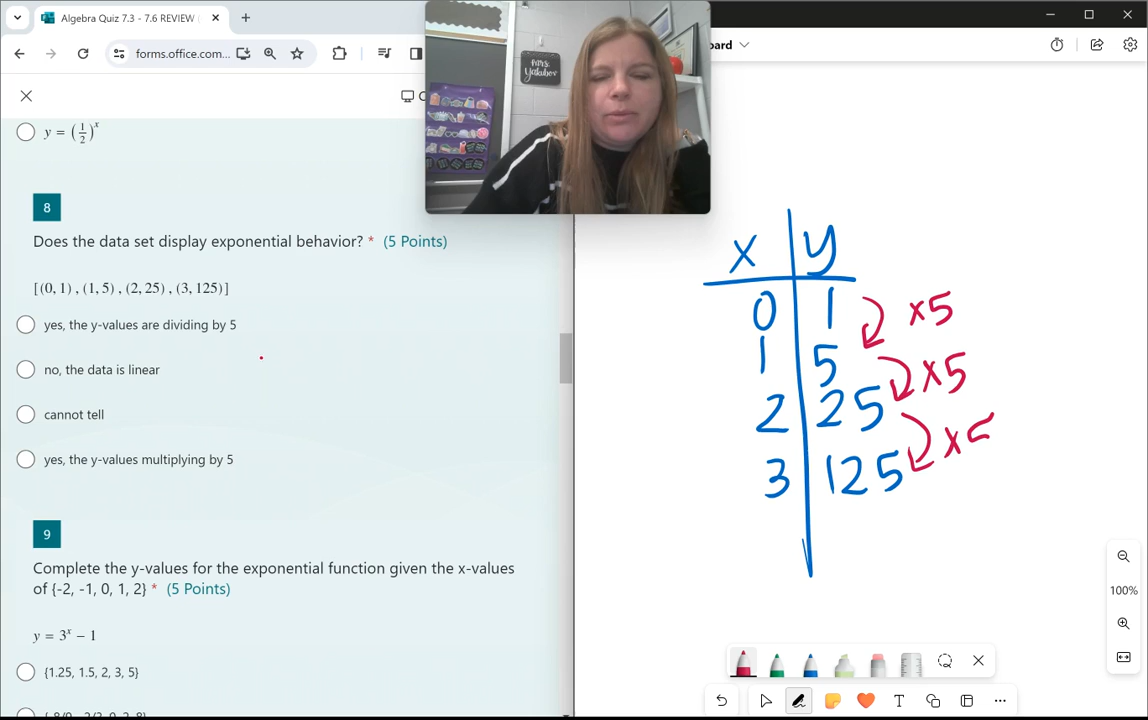 Algebra Quiz 7.3 - 7.6 REVIEW
forms.office.com...
oard
Mrs.
Yakubov
y = (1/2)^x
8
Does the data set display exponential behavior? * (5 Points)
[(0, 1) , (1, 5) , (2, 25) , (3, 125)]
yes, the y-values are dividing by 5
no, the data is linear
cannot tell
yes, the y-values multiplying by 5
9
Complete the y-values for the exponential function given the x-values
of {-2, -1, 0, 1, 2} * (5 Points)
y = 3^x − 1
{1.25, 1.5, 2, 3, 5}
x y
0 1 x5
1 5 x5
2 25 x5
3 125
100%